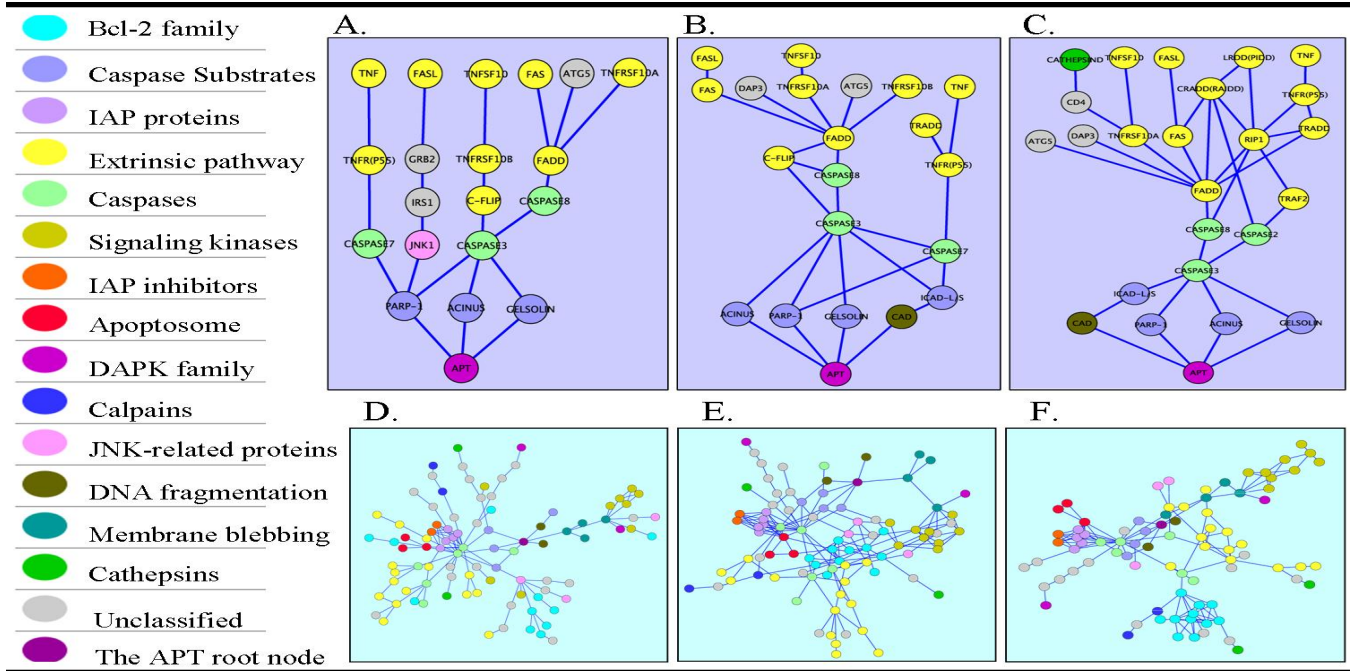 Bcl-2 family
Caspase Substrates
IAP proteins
Extrinsic pathway
Caspases
Signaling kinases
IAP inhibitors
Apoptosome
DAPK family
Calpains
JNK-related proteins
DNA fragmentation
Membrane blebbing
Cathepsins
Unclassified
The APT root node
A.
TNF FASL TNFSF10 FAS ATG5 TNFRSF10A
TNFR(P55) GRB2 TNFRSF10B FADD
IRS1 C-FLIP CASPASE8
CASPASE7 JNK1 CASPASE3
PARP-1 ACINUS GELSOLIN
APT
B.
FASL TNFSF10
FAS DAP3 TNFRSF10A ATG5 TNFRSF10B TNF
TRADD
FADD
C-FLIP TNFR(P55)
CASPASE8
CASPASE3
CASPASE7
ICAD-L/S
ACINUS PARP-1 GELSOLIN CAD
APT
C.
CATHEPSIND TNFSF10 FASL LRDD(PIDD) TNF
CRADD(RAIDD) TNFR(P55)
CD4
ATG5 DAP3 TNFRSF10A FAS RIP1 TRADD
FADD TRAF2
CASPASE8 CASPASE2
CASPASE3
ICAD-L/S
CAD PARP-1 ACINUS GELSOLIN
APT
D.
E.
F.